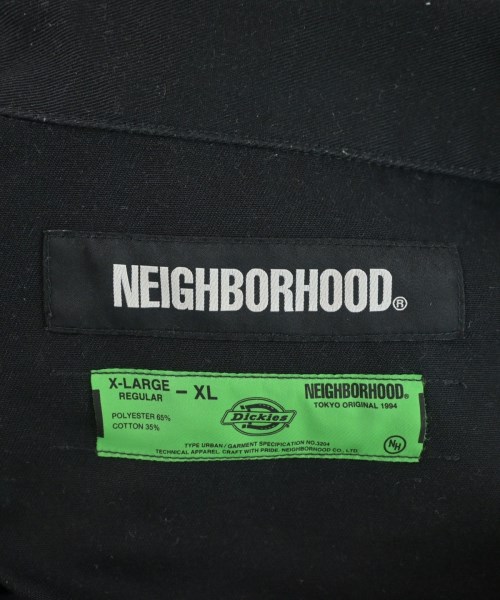 NEIGHBORHOOD®
X-LARGE - XL
REGULAR
POLYESTER 65%
COTTON 35%
Dickies
NEIGHBORHOOD®
TOKYO ORIGINAL 1994
TYPE URBAN / GARMENT SPECIFICATION NO.3204
TECHNICAL APPAREL. CRAFT WITH PRIDE. NEIGHBORHOOD CO., LTD.
NH